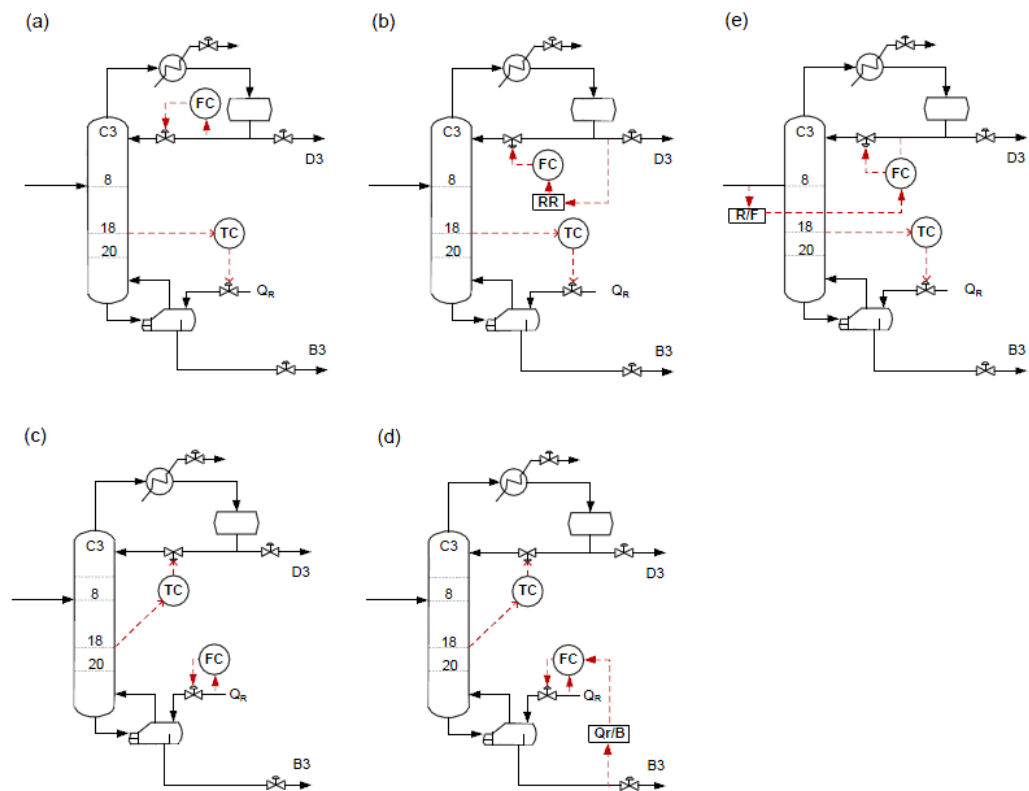 (a)
FC
C3
D3
8
18
TC
20
QR
B3
(b)
C3
D3
FC
8
RR
18
TC
20
QR
B3
(e)
C3
D3
FC
8
R/F
18
TC
20
QR
B3
(c)
C3
D3
TC
8
18
FC
20
QR
B3
(d)
C3
D3
TC
8
18
FC
20
QR
Qr/B
B3